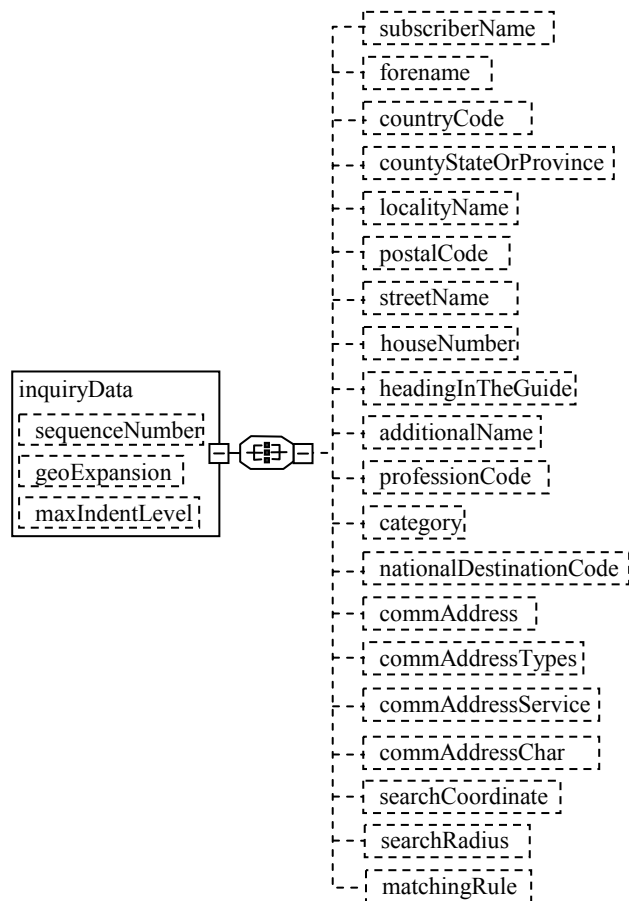 inquiryData
sequenceNumber
geoExpansion
maxIndentLevel
subscriberName
forename
countryCode
countyStateOrProvince
localityName
postalCode
streetName
houseNumber
headingInTheGuide
additionalName
professionCode
category
nationalDestinationCode
commAddress
commAddressTypes
commAddressService
commAddressChar
searchCoordinate
searchRadius
matchingRule